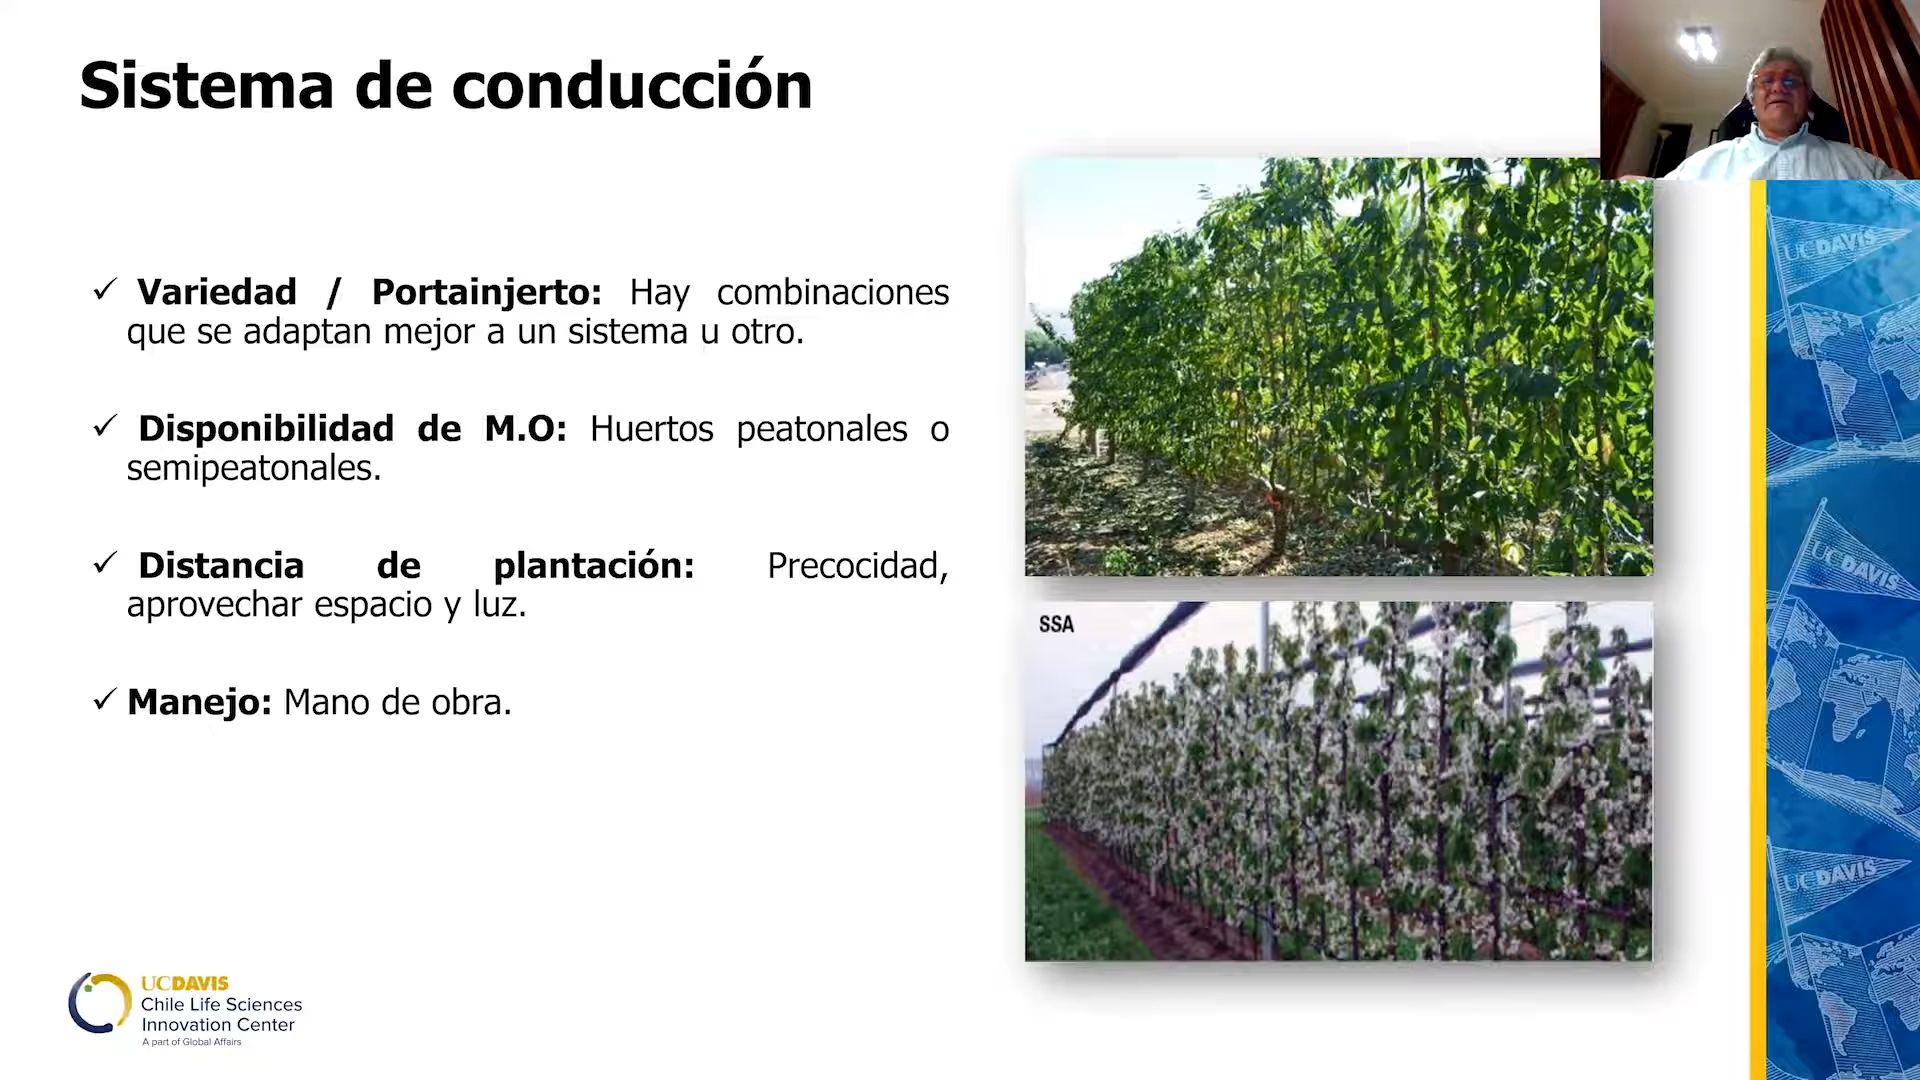 Sistema de conducción
✓ Variedad / Portainjerto: Hay combinaciones
que se adaptan mejor a un sistema u otro.
✓ Disponibilidad de M.O: Huertos peatonales o
semipeatonales.
✓ Distancia de plantación: Precocidad,
aprovechar espacio y luz.
✓ Manejo: Mano de obra.
SSA
UC DAVIS
UC DAVIS
UC DAVIS
UCDAVIS
Chile Life Sciences
Innovation Center
A part of Global Affairs